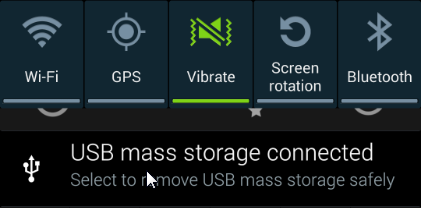 Wi-Fi
GPS
Vibrate
Screen
rotation
Bluetooth
USB mass storage connected
Select to remove USB mass storage safely